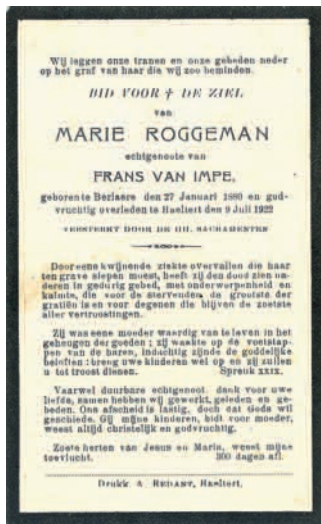 Wij leggen onze tranen en onze gebeden neder
op het graf van haar die wij zoo beminden.
BID VOOR † DE ZIEL
van
MARIE ROGGEMAN
echtgenoote van
FRANS VAN IMPE,
geboren te Berlaere den 27 Januari 1880 en god-
vruchtig overleden te Haeltert den 9 Juli 1922
VERSTERKT DOOR DE HH. SACRAMENTEN
Door eene kwijnende ziekte overvallen die haar
ten grave slepen moest, heeft zij den dood zien na-
deren in gedurig gebed, met onderworpenheid en
kalmte, die voor de stervenden de grootste der
gratiën is en voor degenen die blijven de zoetste
aller vertroostingen.
Zij was eene moeder waardig van te leven in het
geheugen der goeden; zij waakte op de voetstap-
pen van de haren, indachtig zijnde de goddelijke
beloften: breng uwe kinderen wel op en zij zullen
u tot troost dienen. Spreuk XXIX.
Vaarwel duurbare echtgenoot dank voor uwe
liefde, samen hebben wij gewerkt, geleden en ge-
beden. Ons afscheid is lastig, doch dat Gods wil
geschiede. Gij mijne kinderen, bidt voor moeder,
weest altijd christelijk en godvruchtig.
Zoete herten van Jesus en Maria, weest mijne
toevlucht. 300 dagen afl.
Drukk. A. REDANT, Haeltert.